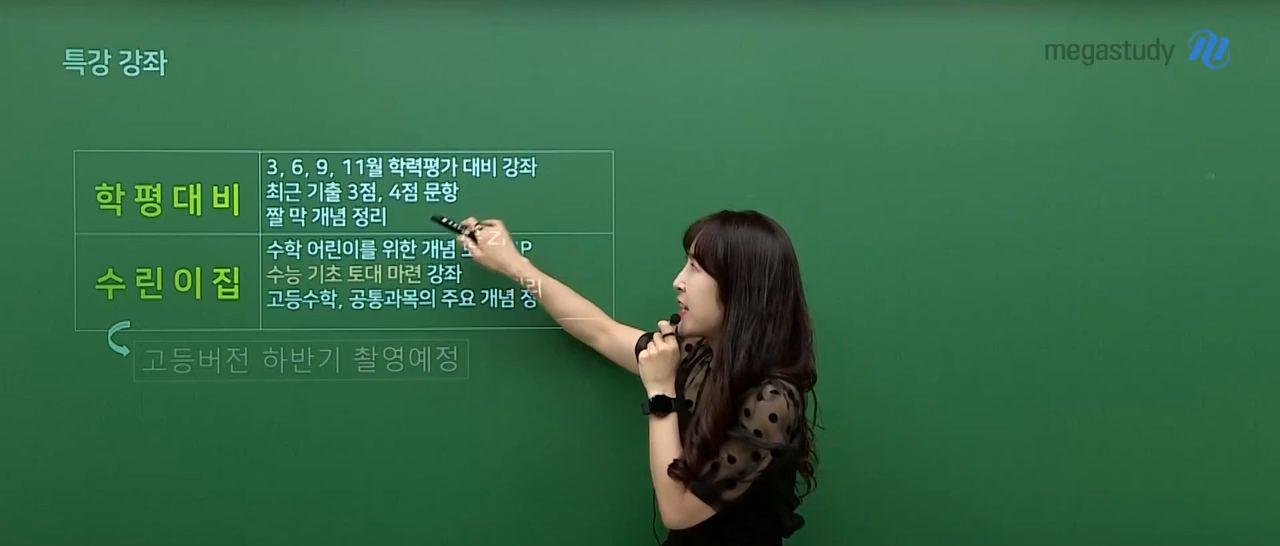 특강 강좌
megastudy
학평대비
3, 6, 9, 11월 학력평가 대비 강좌
최근 기출 3점, 4점 문항
짤 막 개념 정리
수린이집
수학 어린이를 위한 개념
수능 기초 토대 마련 강좌
고등수학, 공통과목의 주요 개념
고등버전 하반기 촬영예정